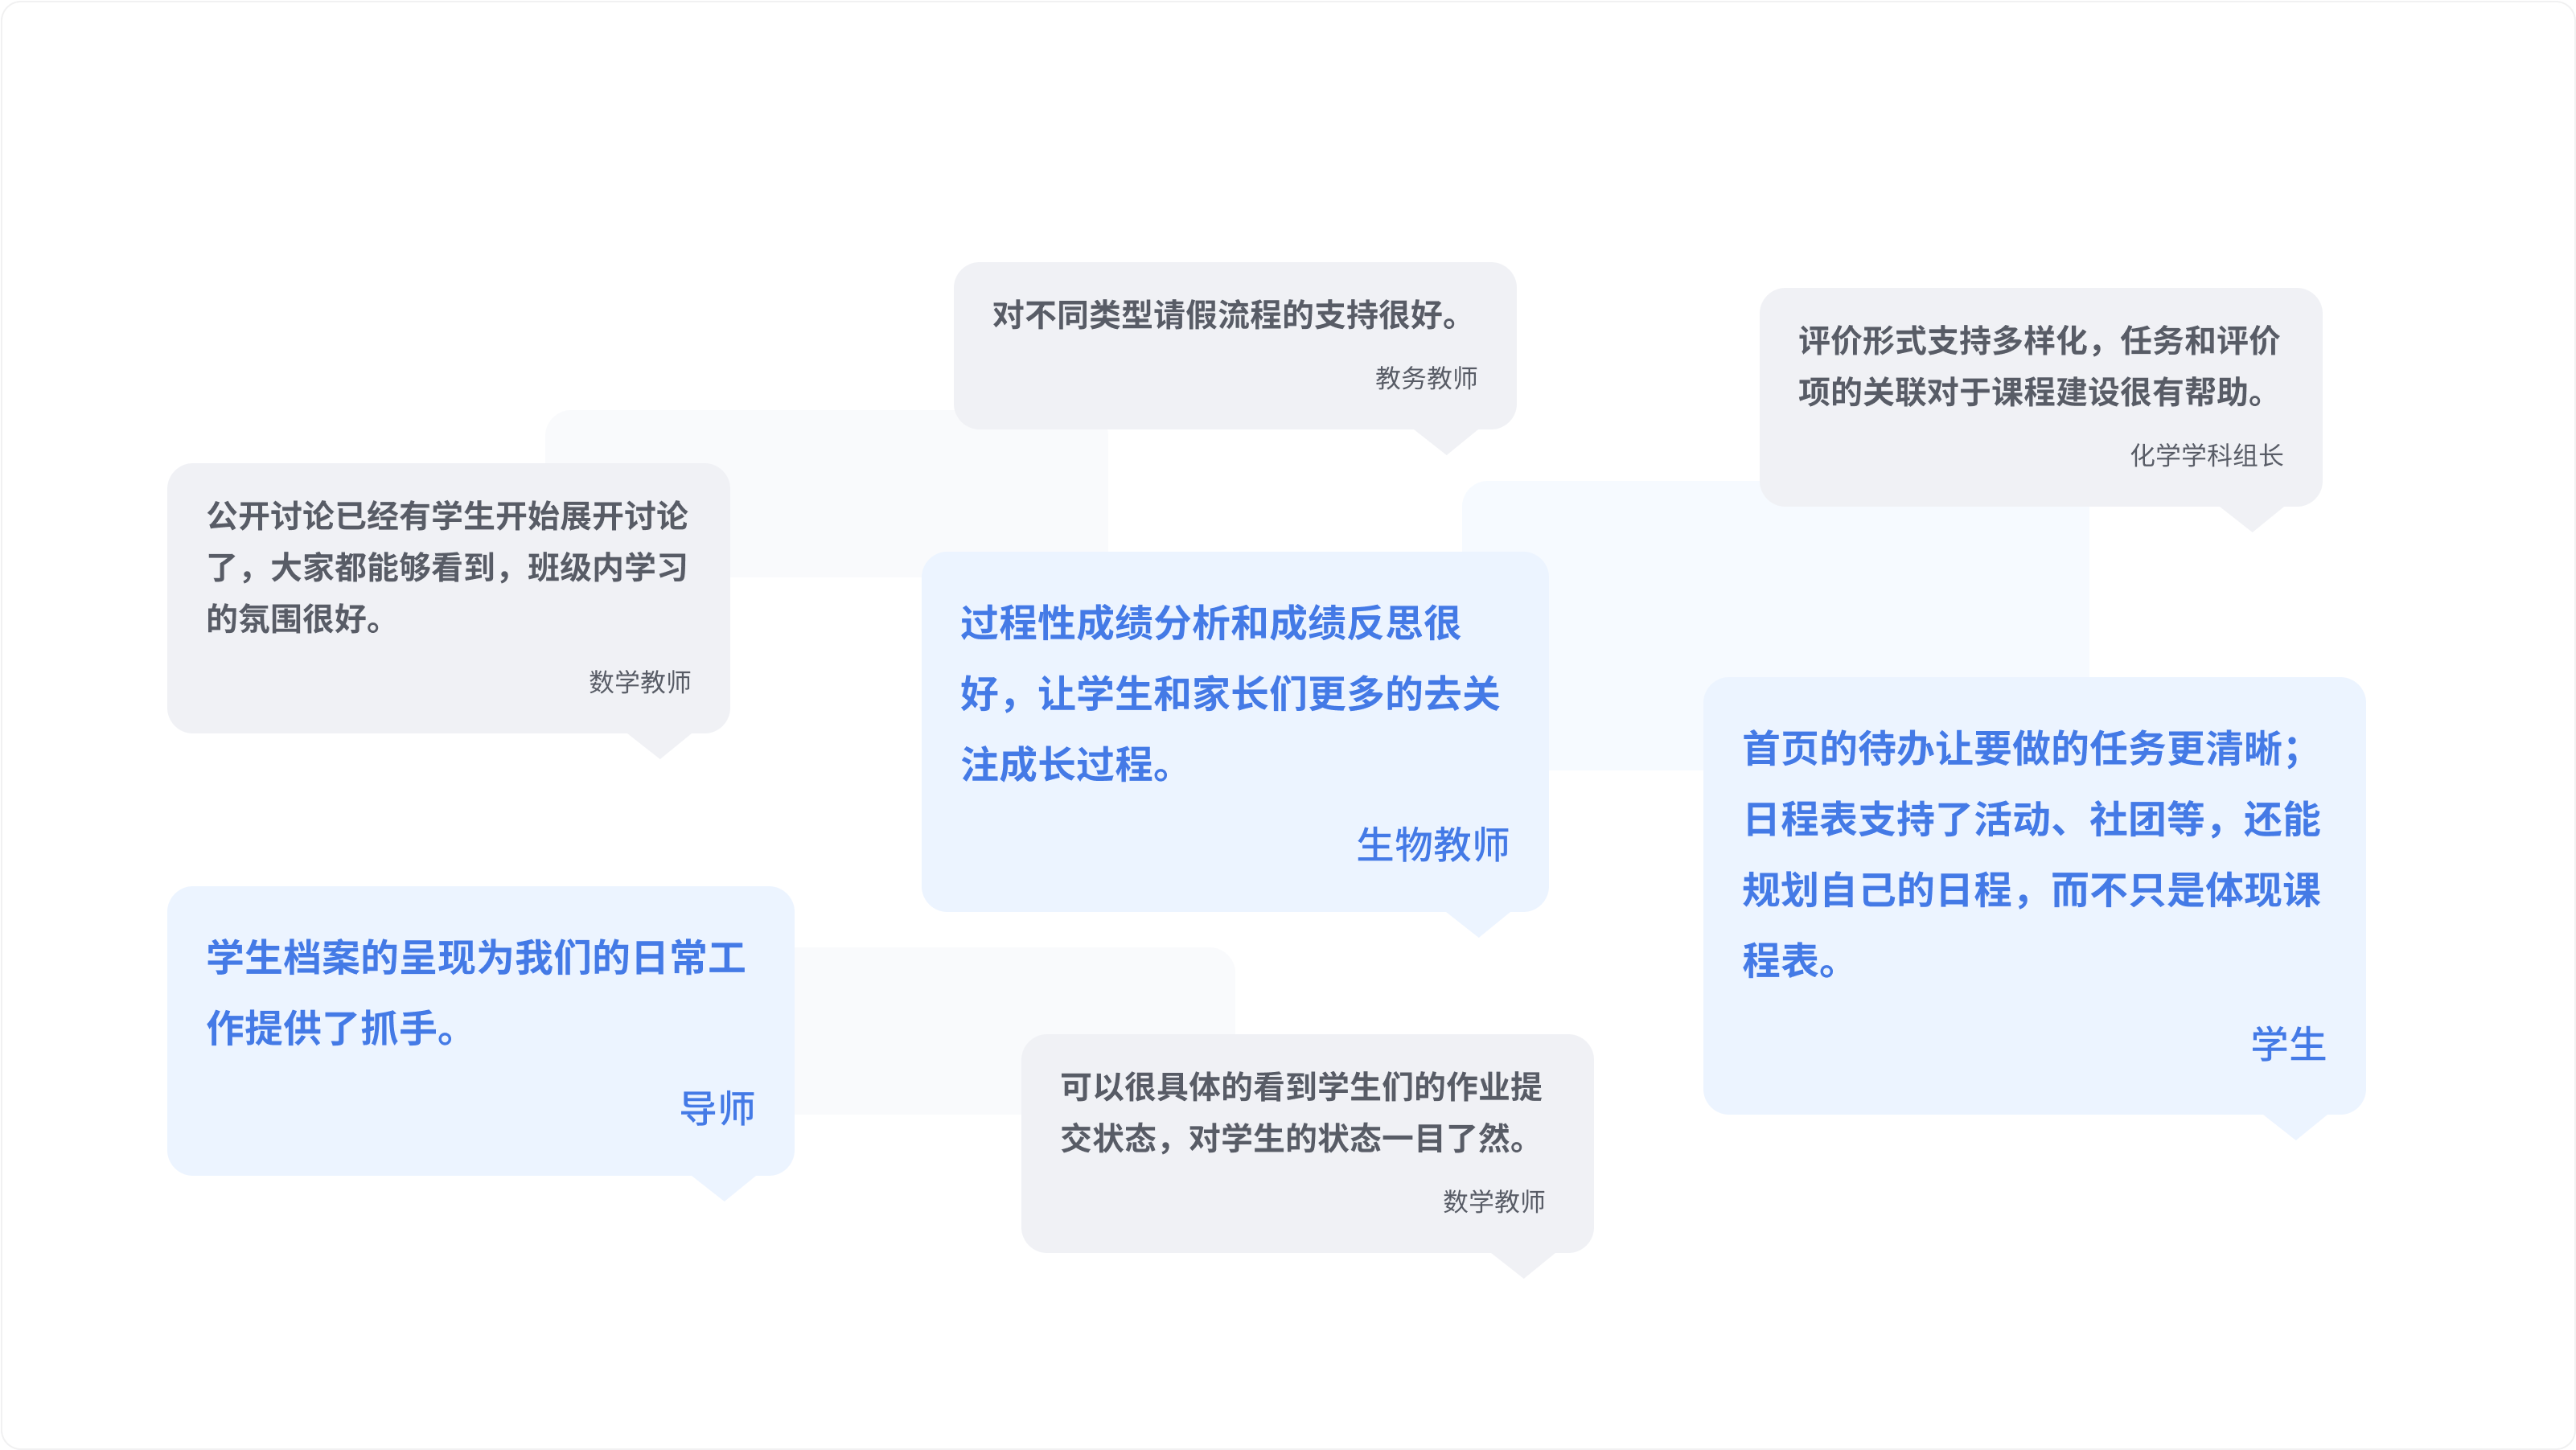 对不同类型请假流程的支持很好。
教务教师
评价形式支持多样化，任务和评价
项的关联对于课程建设很有帮助。
化学学科组长
公开讨论已经有学生开始展开讨论
了，大家都能够看到，班级内学习
的氛围很好。
数学教师
过程性成绩分析和成绩反思很
好，让学生和家长们更多的去关
注成长过程。
生物教师
首页的待办让要做的任务更清晰；
日程表支持了活动、社团等，还能
规划自己的日程，而不只是体现课
程表。
学生
学生档案的呈现为我们的日常工
作提供了抓手。
导师
可以很具体的看到学生们的作业提
交状态，对学生的状态一目了然。
数学教师